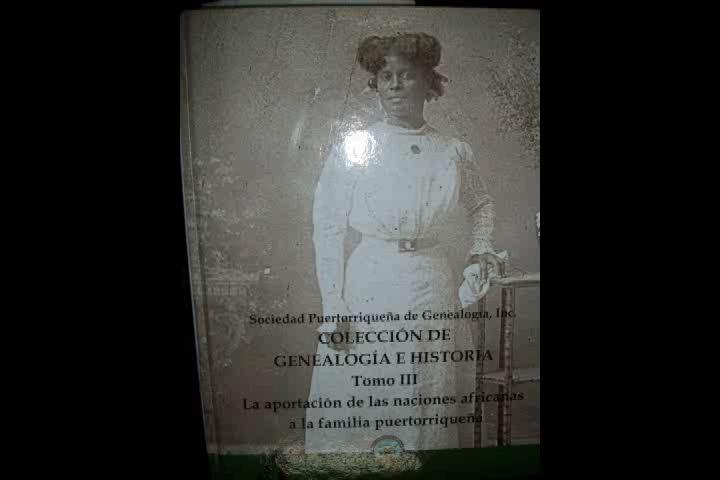 Sociedad Puertorriqueña de Genealogía, Inc.
COLECCIÓN DE
GENEALOGÍA E HISTORIA
Tomo III
La aportación de las naciones africanas
a la familia puertorriqueña